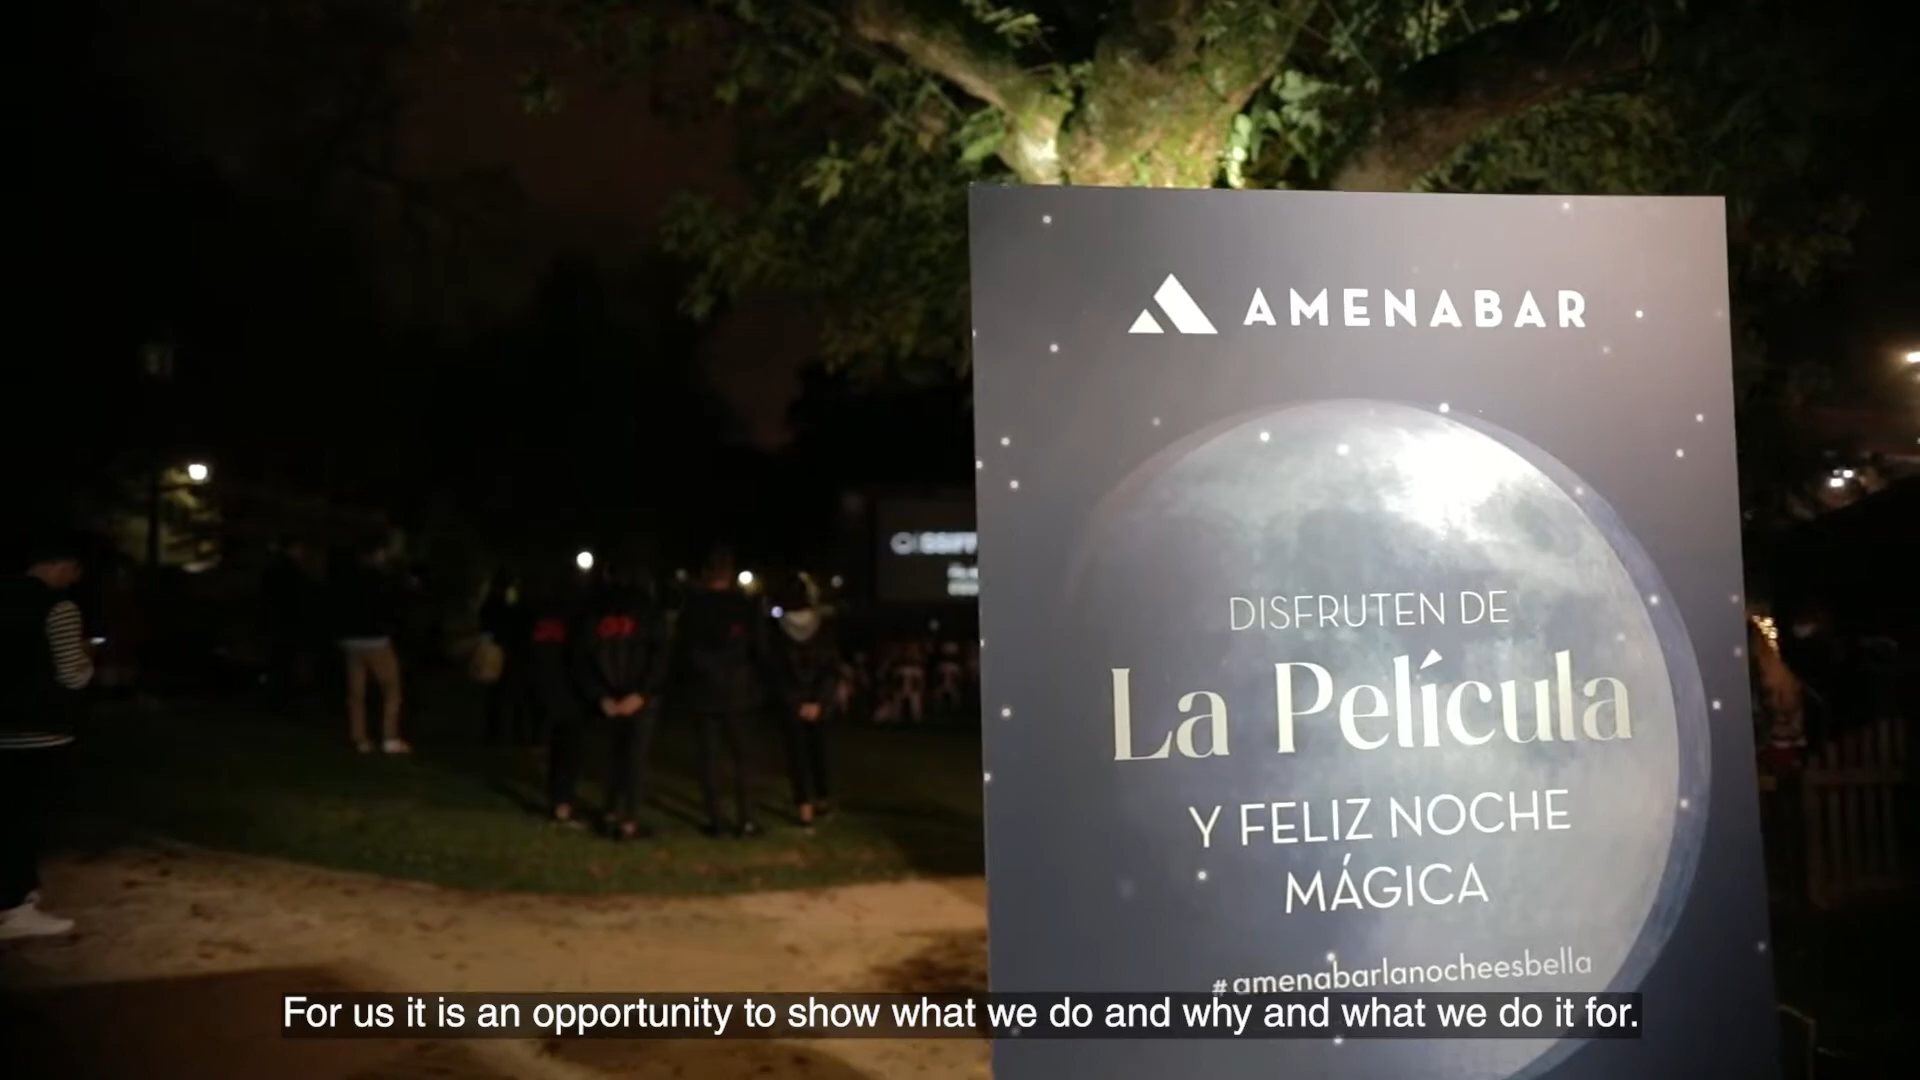 AMENABAR
DISFRUTEN DE
La Película
Y FELIZ NOCHE
MÁGICA
#amenabarlanocheesbella
For us it is an opportunity to show what we do and why and what we do it for.